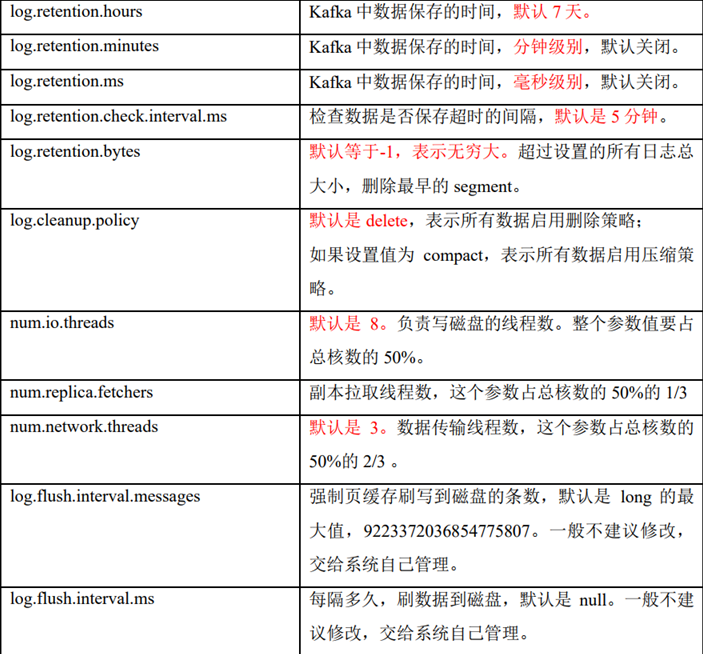 log.retention.hours
Kafka 中数据保存的时间，默认 7 天。
log.retention.minutes
Kafka 中数据保存的时间，分钟级别，默认关闭。
log.retention.ms
Kafka 中数据保存的时间，毫秒级别，默认关闭。
log.retention.check.interval.ms
检查数据是否保存超时的间隔，默认是 5 分钟。
log.retention.bytes
默认等于-1，表示无穷大。超过设置的所有日志总
大小，删除最早的 segment。
log.cleanup.policy
默认是 delete，表示所有数据启用删除策略；
如果设置值为 compact，表示所有数据启用压缩策
略。
num.io.threads
默认是 8。负责写磁盘的线程数。整个参数值要占
总核数的 50%。
num.replica.fetchers
副本拉取线程数，这个参数占总核数的 50%的 1/3
num.network.threads
默认是 3。数据传输线程数，这个参数占总核数的
50%的 2/3 。
log.flush.interval.messages
强制页缓存刷写到磁盘的条数，默认是 long 的最
大值，9223372036854775807。一般不建议修改，
交给系统自己管理。
log.flush.interval.ms
每隔多久，刷数据到磁盘，默认是 null。一般不建
议修改，交给系统自己管理。